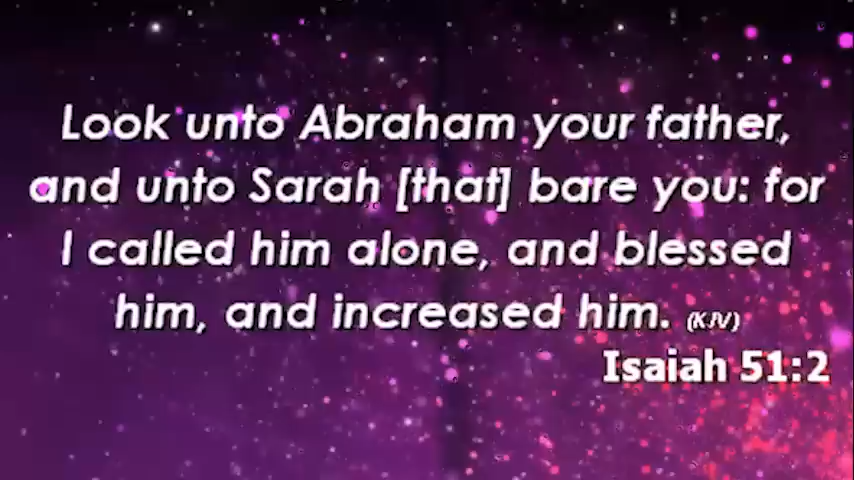 Look unto Abraham your father,
and unto Sarah [that] bare you: for
I called him alone, and blessed
him, and increased him. (KJV)
Isaiah 51:2